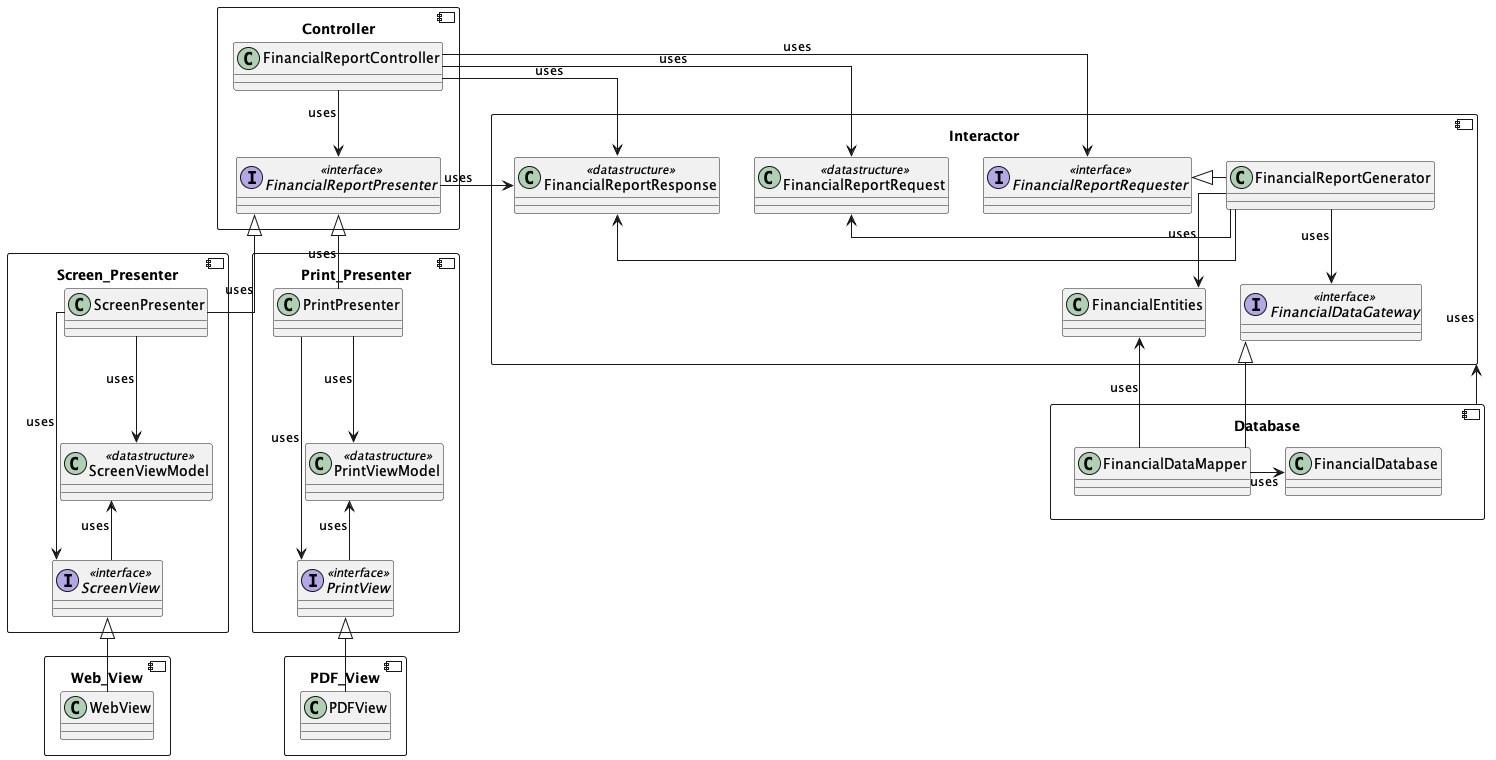 Controller
C FinancialReportController
uses
uses
uses
uses
Interactor
«interface»
I FinancialReportPresenter
uses
«datastructure»
C FinancialReportResponse
«datastructure»
C FinancialReportRequest
«interface»
I FinancialReportRequester
C FinancialReportGenerator
uses
uses
uses
Screen_Presenter
Print_Presenter
uses
C ScreenPresenter
C PrintPresenter
C FinancialEntities
«interface»
I FinancialDataGateway
uses
uses
uses
uses
uses
uses
Database
«datastructure»
C ScreenViewModel
«datastructure»
C PrintViewModel
C FinancialDataMapper
C FinancialDatabase
uses
uses
uses
«interface»
I ScreenView
«interface»
I PrintView
Web_View
PDF_View
C WebView
C PDFView